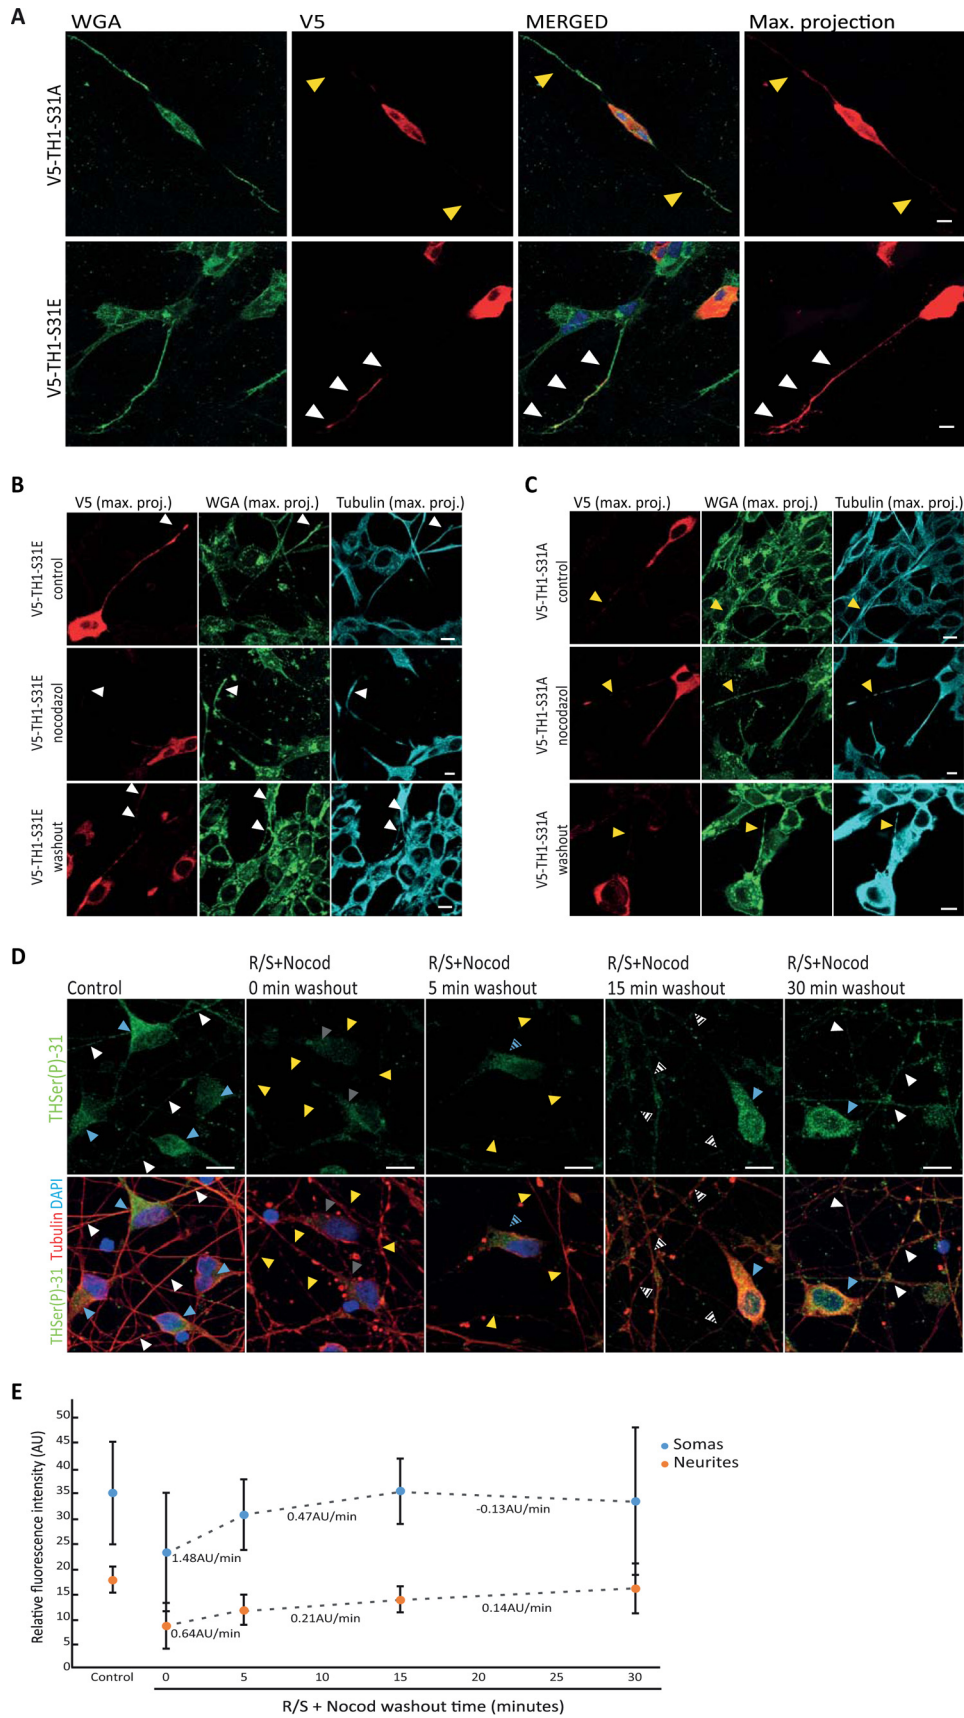 A
WGA V5 MERGED Max. projection
V5-TH1-S31A
V5-TH1-S31E
B
V5 (max. proj.) WGA (max. proj.) Tubulin (max. proj.)
V5-TH1-S31E
control
V5-TH1-S31E
nocodazol
V5-TH1-S31E
washout
C
V5 (max. proj.) WGA (max. proj.) Tubulin (max. proj.)
V5-TH1-S31A
control
V5-TH1-S31A
nocodazol
V5-TH1-S31A
washout
D
Control
R/S+Nocod
0 min washout
R/S+Nocod
5 min washout
R/S+Nocod
15 min washout
R/S+Nocod
30 min washout
THSer(P)-31
THSer(P)-31 Tubulin DAPI
E
Relative fluorescence intensity (AU)
50
45
40
35
30
25
20
15
10
5
0
1.48AU/min
0.47AU/min
-0.13AU/min
0.64AU/min
0.21AU/min
0.14AU/min
Somas
Neurites
Control 0 5 10 15 20 25 30
R/S + Nocod washout time (minutes)